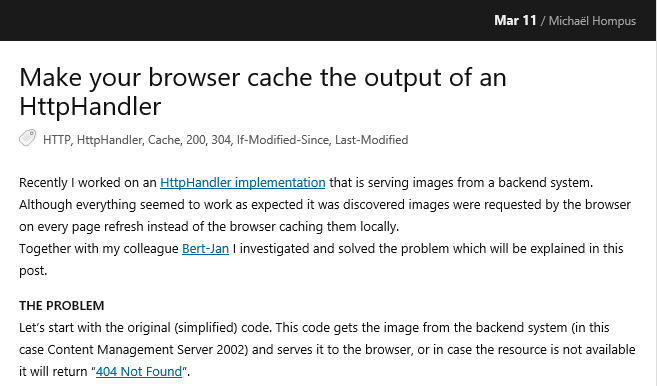 Mar 11 / Michaël Hompus
Make your browser cache the output of an
HttpHandler
HTTP, HttpHandler, Cache, 200, 304, If-Modified-Since, Last-Modified
Recently I worked on an HttpHandler implementation that is serving images from a backend system.
Although everything seemed to work as expected it was discovered images were requested by the browser
on every page refresh instead of the browser caching them locally.
Together with my colleague Bert-Jan I investigated and solved the problem which will be explained in this
post.
THE PROBLEM
Let’s start with the original (simplified) code. This code gets the image from the backend system (in this
case Content Management Server 2002) and serves it to the browser, or in case the resource is not available
it will return “404 Not Found”.